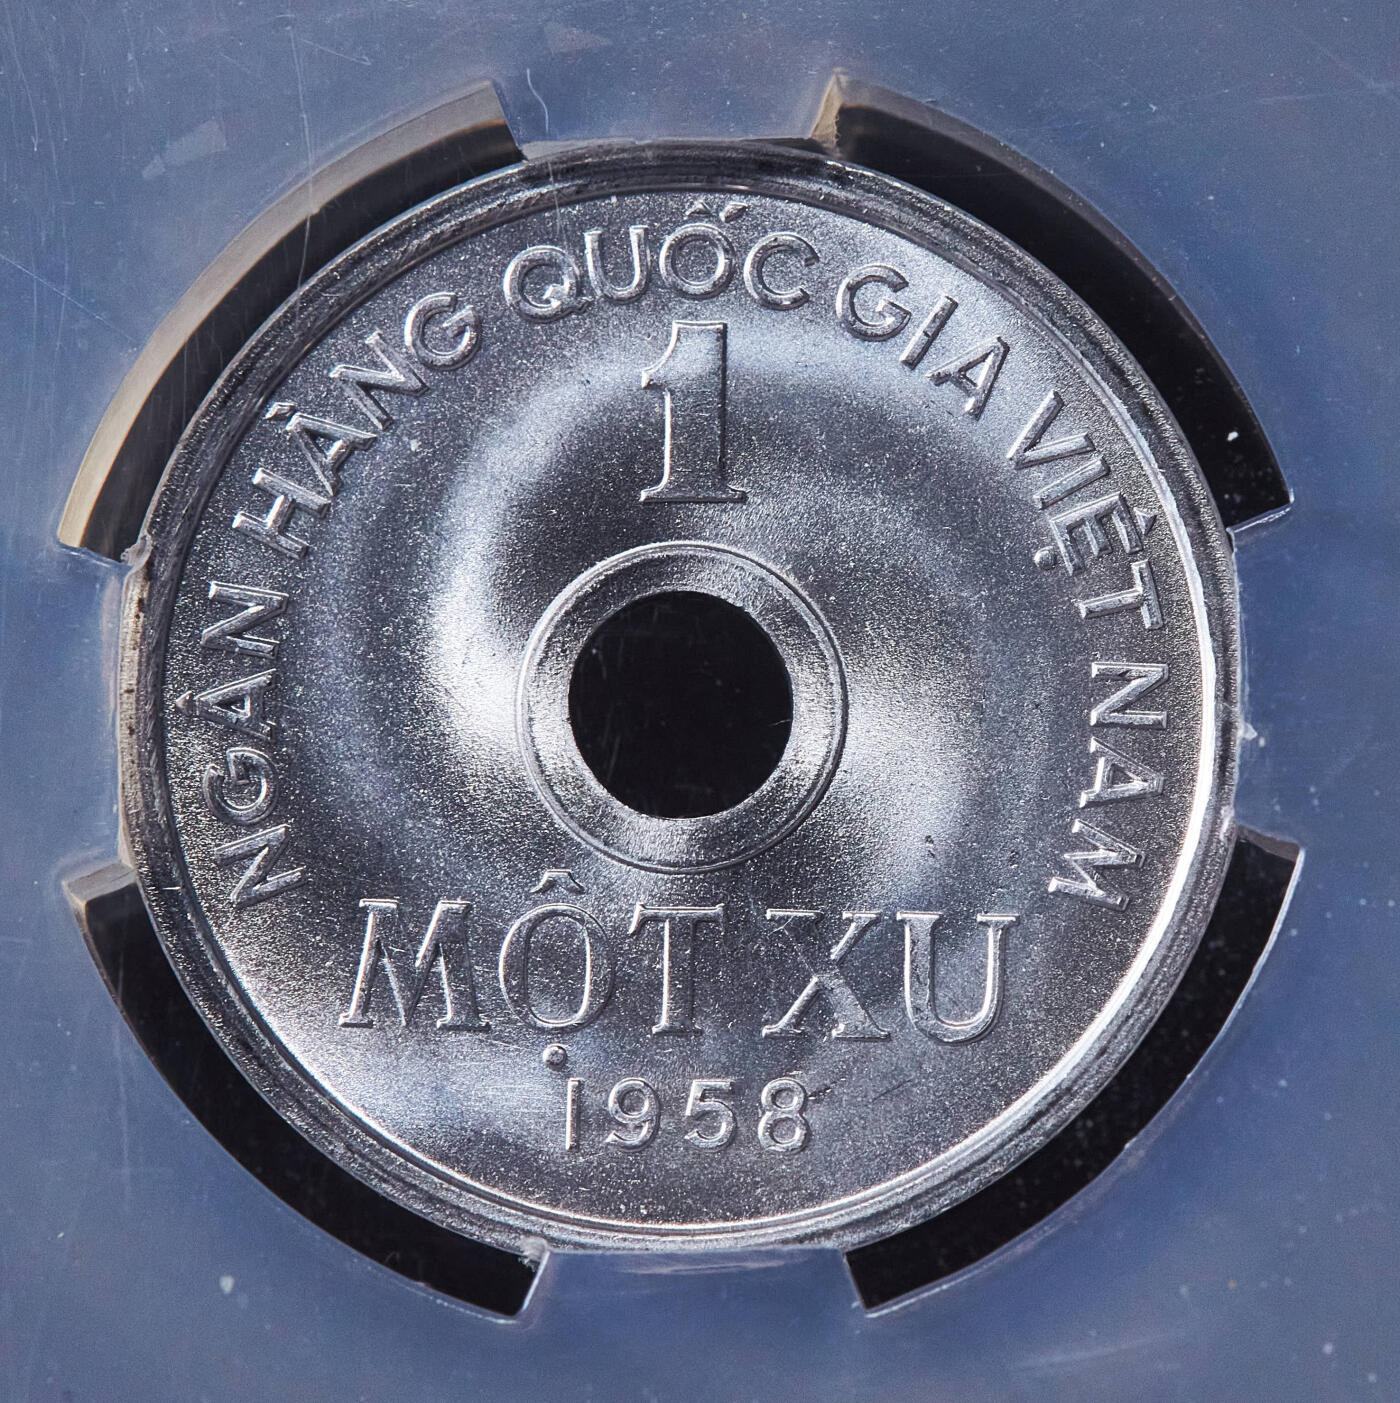 NGÂN HÀNG QUỐC GIA VIỆT NAM
1
MỘT XU
1958